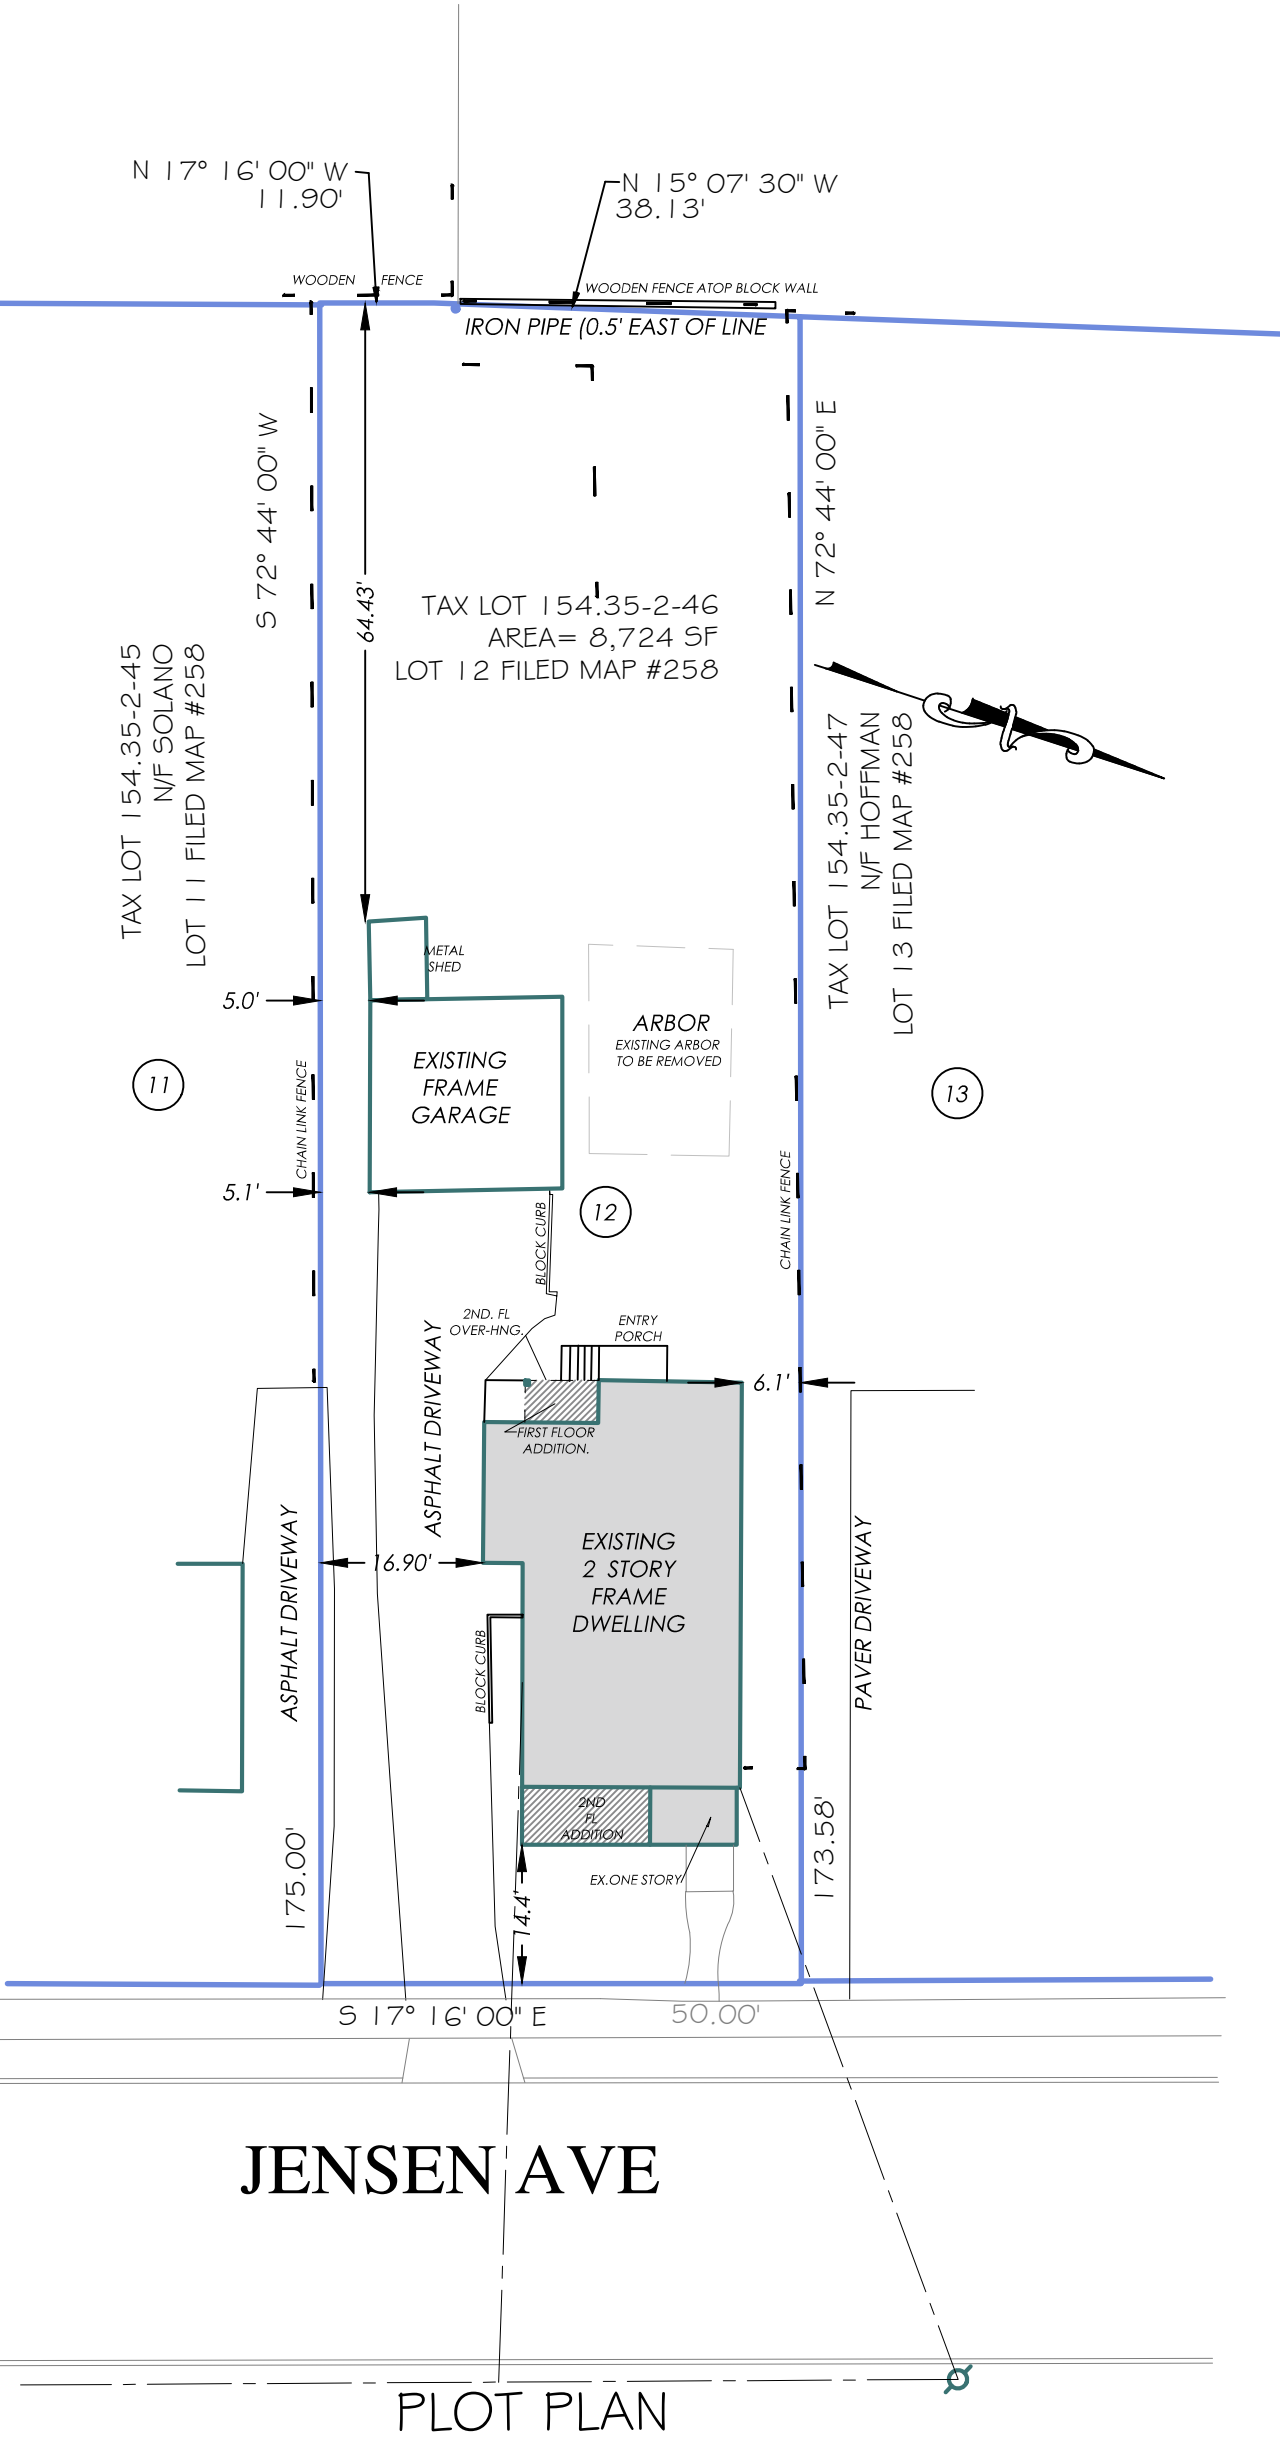 N 17° 16' 00" W
11.90'
N 15° 07' 30" W
38.13'
WOODEN FENCE
WOODEN FENCE ATOP BLOCK WALL
IRON PIPE (0.5' EAST OF LINE
S 72° 44' 00" W
N 72° 44' 00" E
64.43'
TAX LOT 154.35-2-46
AREA= 8,724 SF
LOT 12 FILED MAP #258
TAX LOT 154.35-2-45
N/F SOLANO
LOT 11 FILED MAP #258
TAX LOT 154.35-2-47
N/F HOFFMAN
LOT 13 FILED MAP #258
METAL
SHED
5.0'
ARBOR
EXISTING ARBOR
TO BE REMOVED
EXISTING
FRAME
GARAGE
11
13
CHAIN LINK FENCE
5.1'
12
CHAIN LINK FENCE
BLOCK CURB
2ND. FL
OVER-HNG.
ENTRY
PORCH
ASPHALT DRIVEWAY
6.1'
FIRST FLOOR
ADDITION.
ASPHALT DRIVEWAY
16.90'
EXISTING
2 STORY
FRAME
DWELLING
PAVER DRIVEWAY
BLOCK CURB
2ND
FL
ADDITION
EX.ONE STORY
175.00'
173.58'
14.4'
S 17° 16' 00" E
50.00'
JENSEN AVE
PLOT PLAN